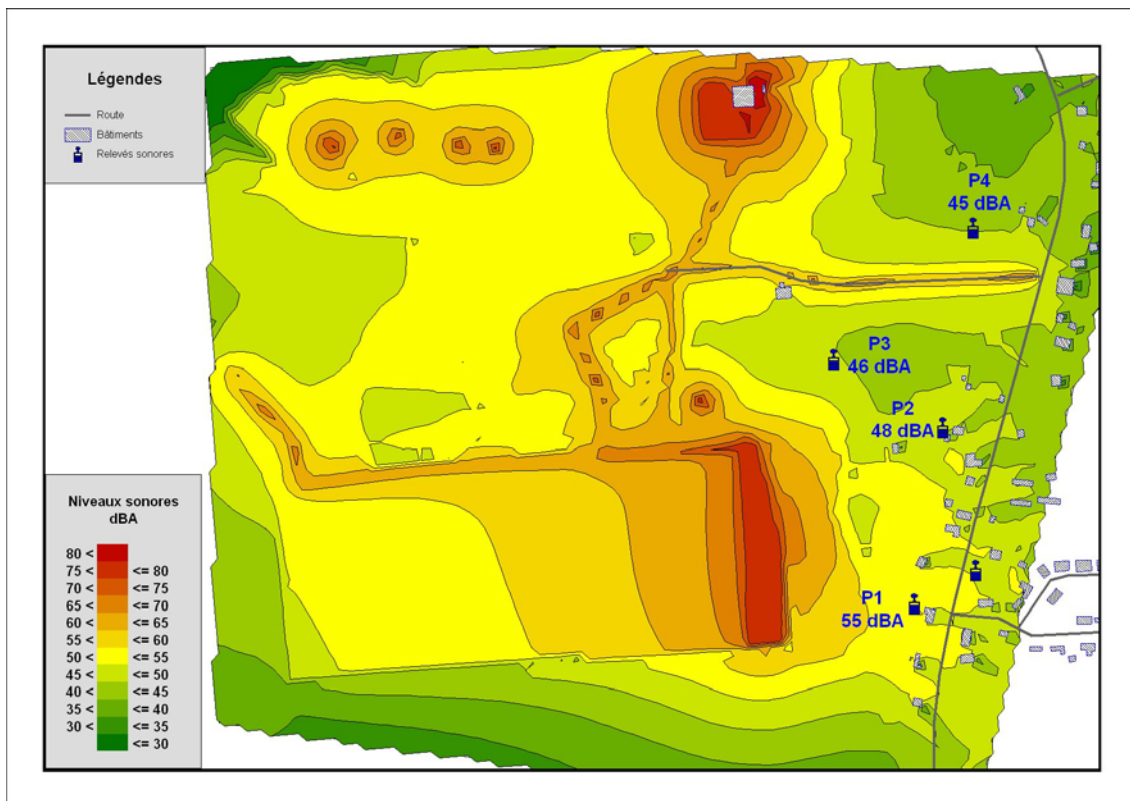 Légendes
Route
Bâtiments
Relevés sonores
P4
45 dBA
P3
46 dBA
P2
48 dBA
P1
55 dBA
Niveaux sonores
dBA
80 <
75 < <= 80
70 < <= 75
65 < <= 70
60 < <= 65
55 < <= 60
50 < <= 55
45 < <= 50
40 < <= 45
35 < <= 40
30 < <= 35
<= 30